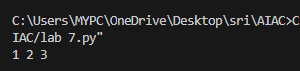 C:\Users\MYPC\OneDrive\Desktop\sri\AIAC>C
IAC/lab 7.py"
1 2 3